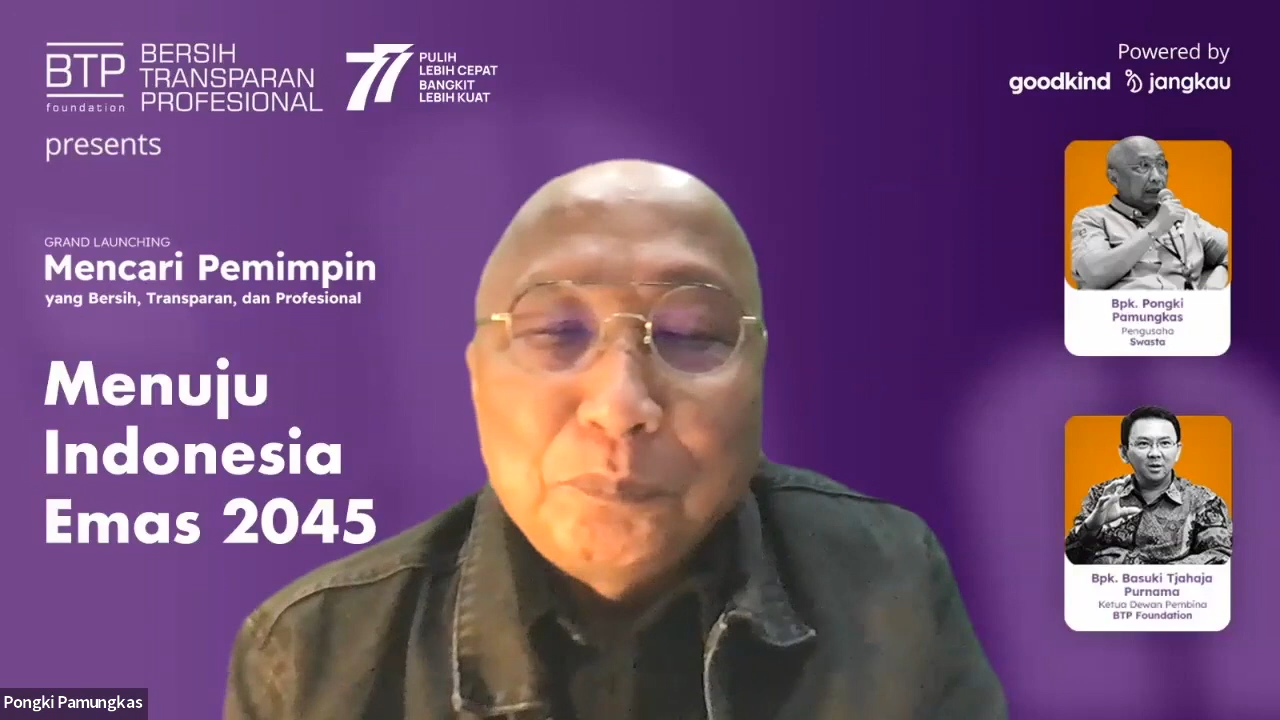 BTP
foundation
BERSIH
TRANSPARAN
PROFESIONAL
77
PULIH
LEBIH CEPAT
BANGKIT
LEBIH KUAT
presents
GRAND LAUNCHING
Mencari Pemimpin
yang Bersih, Transparan, dan Profesional
Menuju
Indonesia
Emas 2045
Powered by
goodkind jangkau
Bpk. Pongki
Pamungkas
Pengusaha
Swasta
Bpk. Basuki Tjahaja
Purnama
Ketua Dewan Pembina
BTP Foundation
Pongki Pamungkas